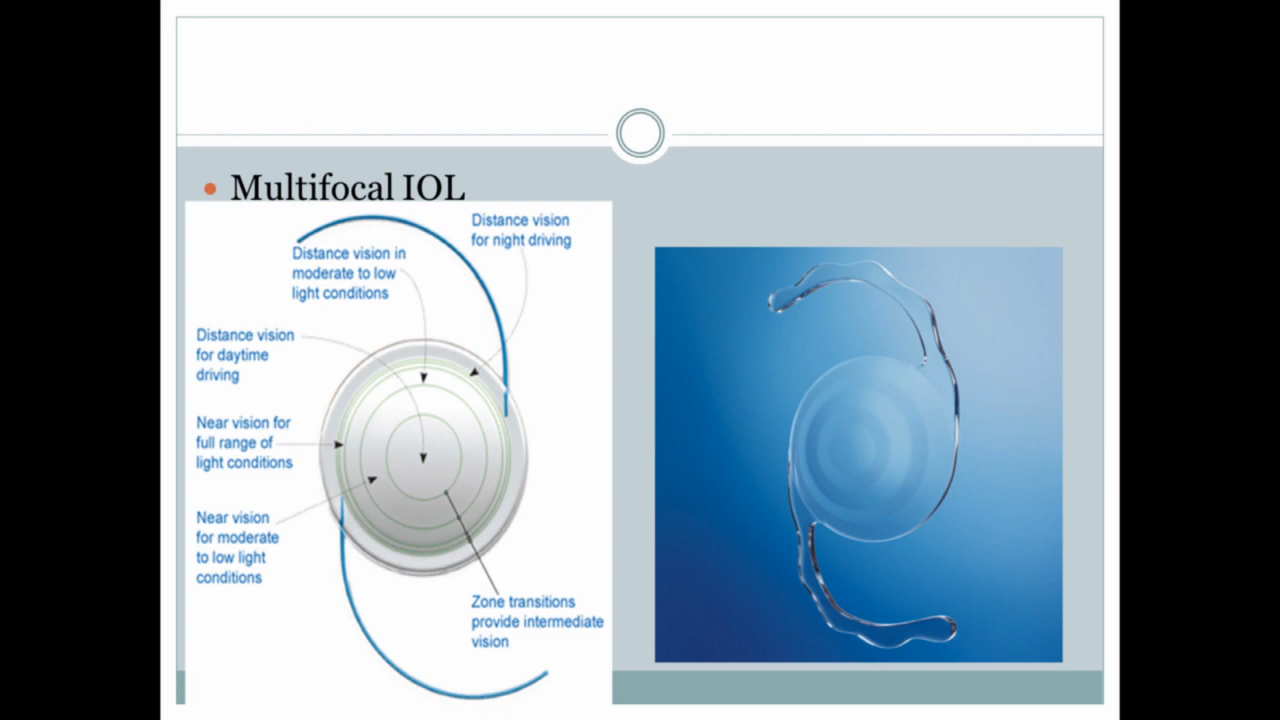 Multifocal IOL
Distance vision
for night driving
Distance vision in
moderate to low
light conditions
Distance vision
for daytime
driving
Near vision for
full range of
light conditions
Near vision
for moderate
to low light
conditions
Zone transitions
provide intermediate
vision